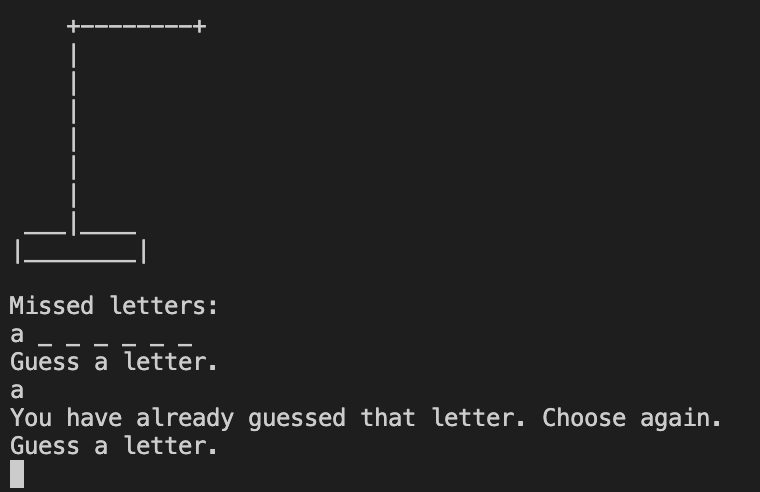 +--------+
    |
    |
    |
    |
    |
    |
 ___|____
|________|

Missed letters:
a _ _ _ _ _ _
Guess a letter.
a
You have already guessed that letter. Choose again.
Guess a letter.